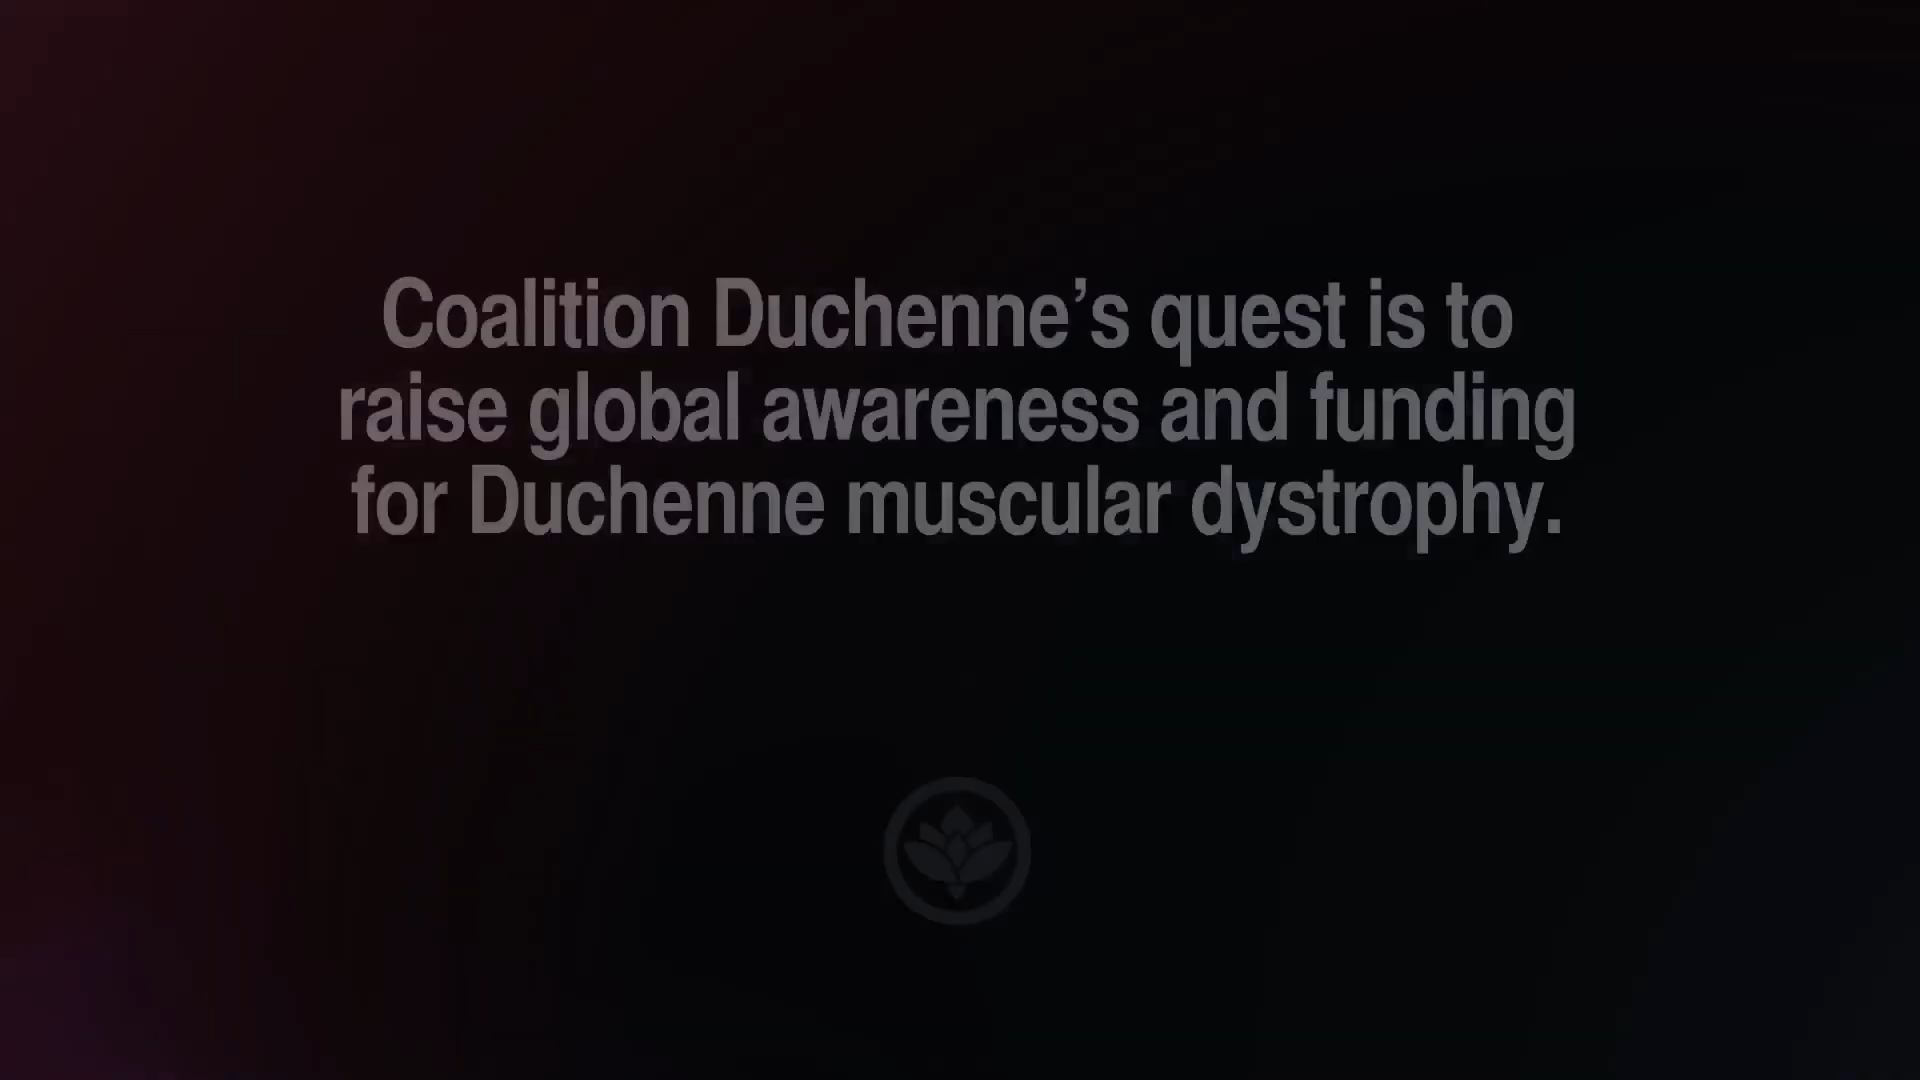 Coalition Duchenne’s quest is to
raise global awareness and funding
for Duchenne muscular dystrophy.